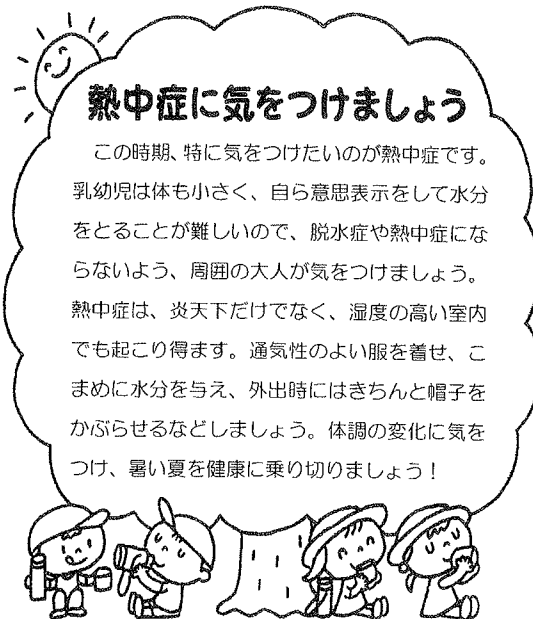 熱中症に気をつけましょう
この時期、特に気をつけたいのが熱中症です。
乳幼児は体も小さく、自ら意思表示をして水分
をとることが難しいので、脱水症や熱中症にな
らないよう、周囲の大人が気をつけましょう。
熱中症は、炎天下だけでなく、湿度の高い室内
でも起こり得ます。通気性のよい服を着せ、こ
まめに水分を与え、外出時にはきちんと帽子を
かぶらせるなどしましょう。体調の変化に気を
つけ、暑い夏を健康に乗り切りましょう！